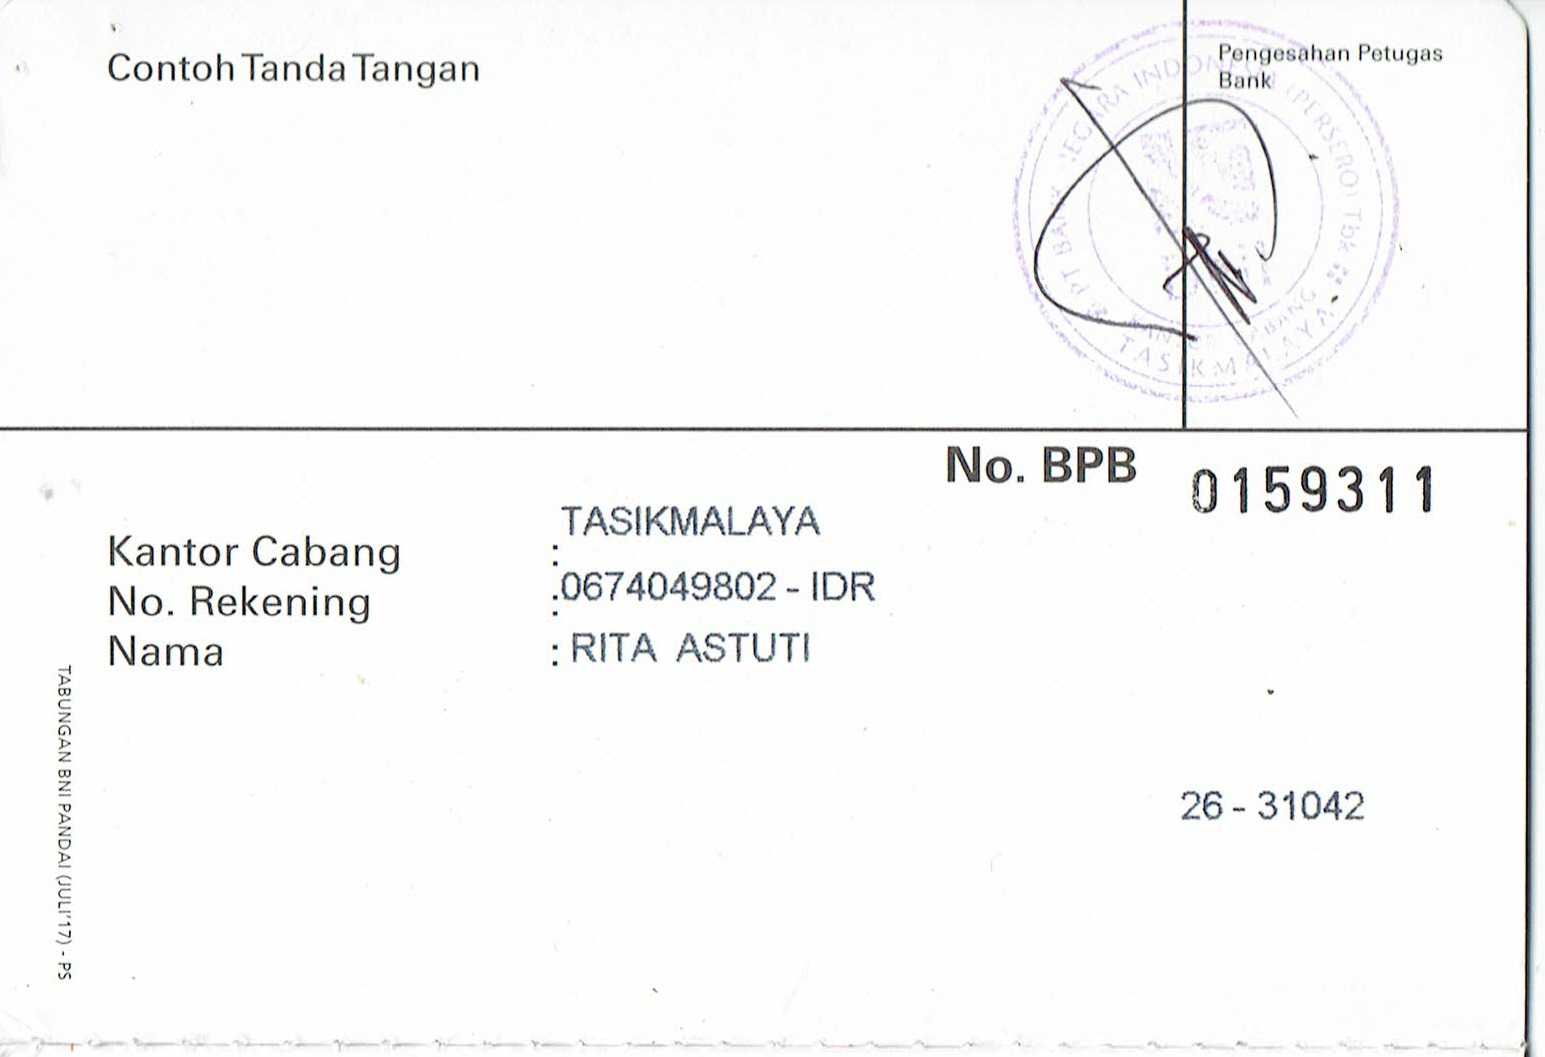 Contoh Tanda Tangan
Pengesahan Petugas
Bank
PT BANK NEGARA INDONESIA (PERSERO) Tbk
KANTOR CABANG
TASIKMALAYA
No. BPB 0159311
Kantor Cabang : TASIKMALAYA
No. Rekening : 0674049802 - IDR
Nama : RITA ASTUTI
26 - 31042
TABUNGAN BNI PANDAI (JULI'17) - PS